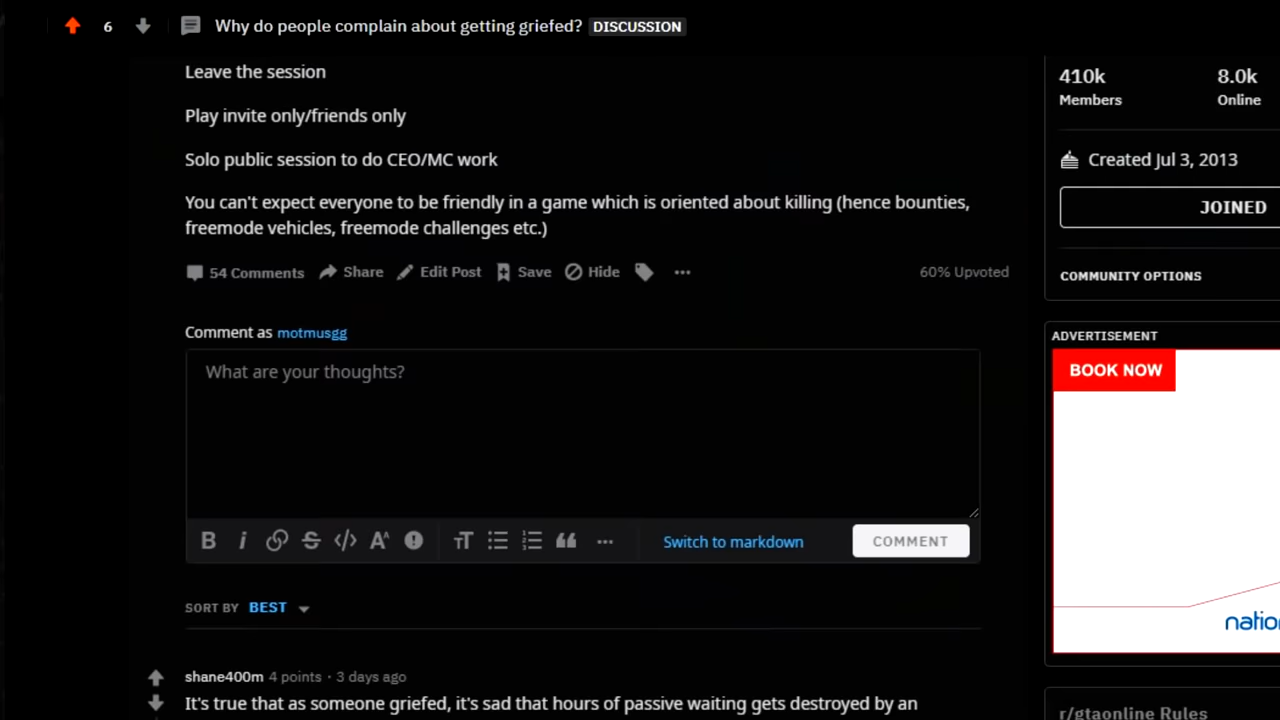 6 Why do people complain about getting griefed? DISCUSSION
Leave the session
Play invite only/friends only
Solo public session to do CEO/MC work
You can't expect everyone to be friendly in a game which is oriented about killing (hence bounties,
freemode vehicles, freemode challenges etc.)
54 Comments Share Edit Post Save Hide ••• 60% Upvoted
Comment as motmusgg
What are your thoughts?
Switch to markdown COMMENT
SORT BY BEST
shane400m 4 points · 3 days ago
It's true that as someone griefed, it's sad that hours of passive waiting gets destroyed by an
410k 8.0k
Members Online
Created Jul 3, 2013
JOINED
COMMUNITY OPTIONS
ADVERTISEMENT
BOOK NOW
natio
r/gtaonline Rules